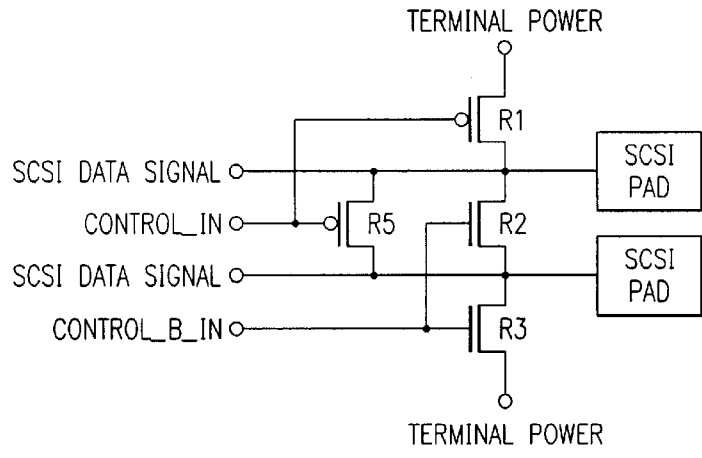 TERMINAL POWER
R1
SCSI DATA SIGNAL
SCSI
PAD
CONTROL_IN
R5
R2
SCSI DATA SIGNAL
SCSI
PAD
CONTROL_B_IN
R3
TERMINAL POWER